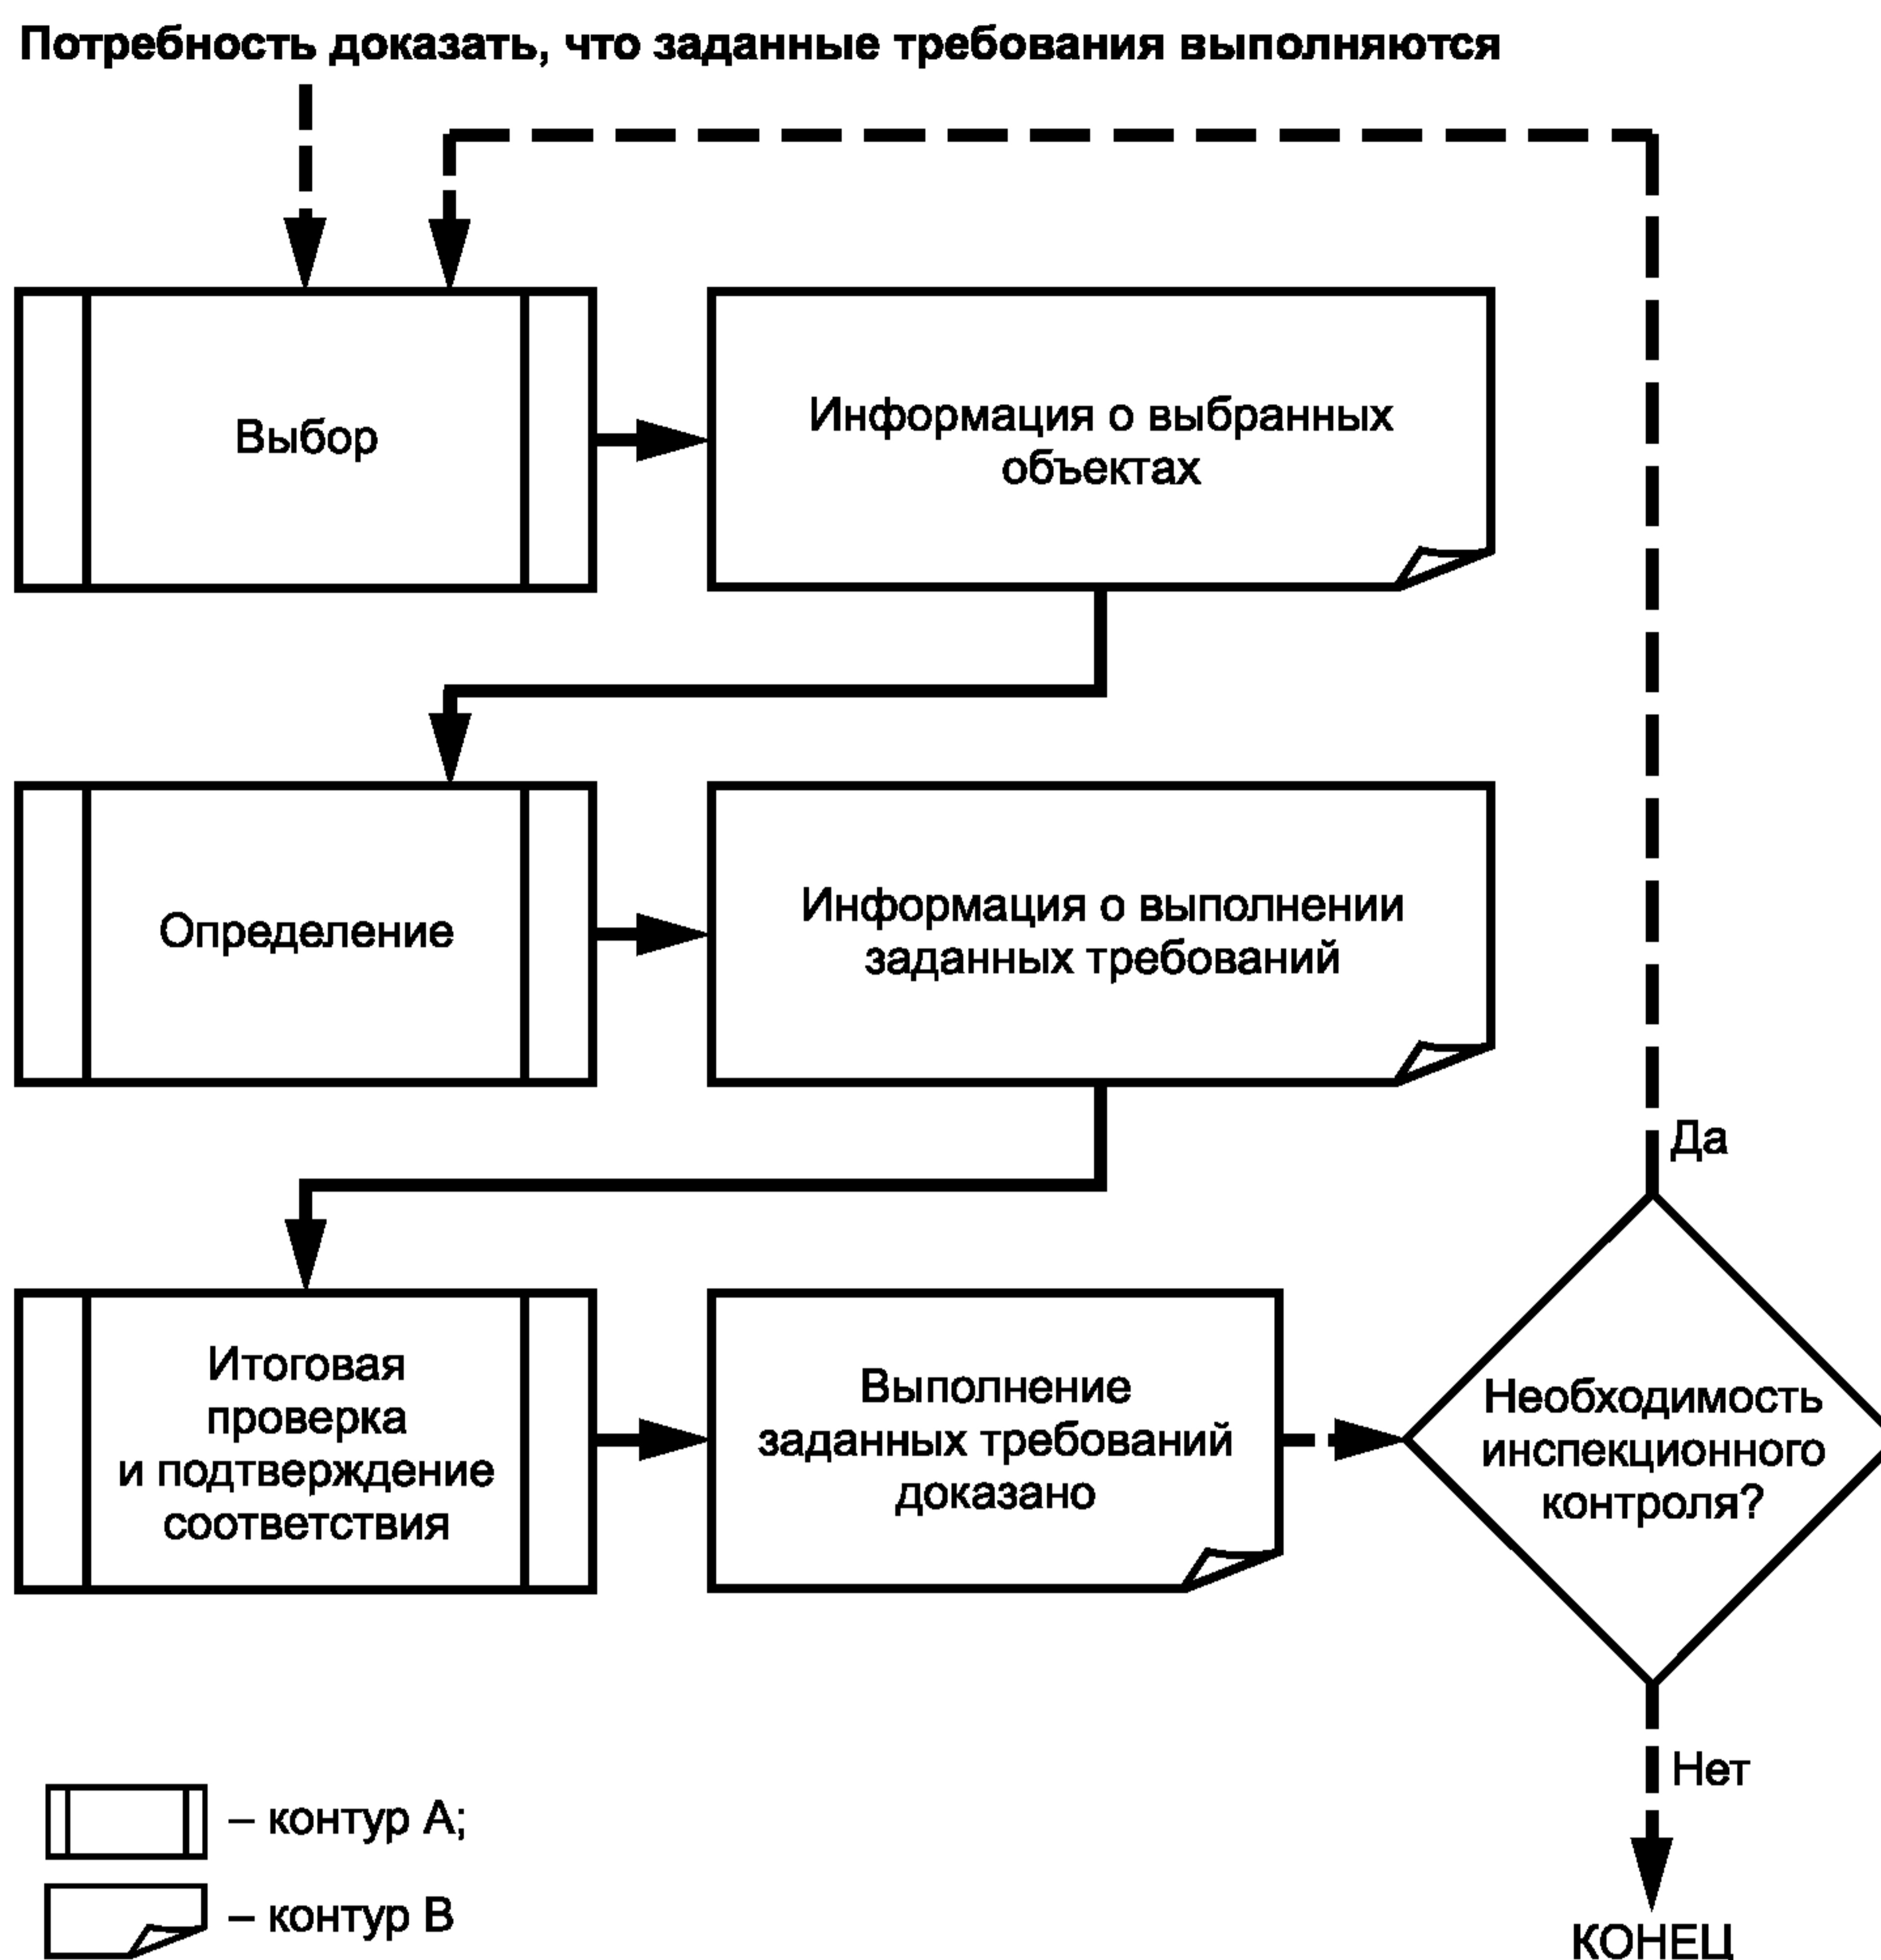 Потребность доказать, что заданные требования выполняются
Выбор
Информация о выбранных
объектах
Определение
Информация о выполнении
заданных требований
Да
Итоговая
проверка
и подтверждение
соответствия
Выполнение
заданных требований
доказано
Необходимость
инспекционного
контроля?
Нет
– контур А;
– контур В
КОНЕЦ